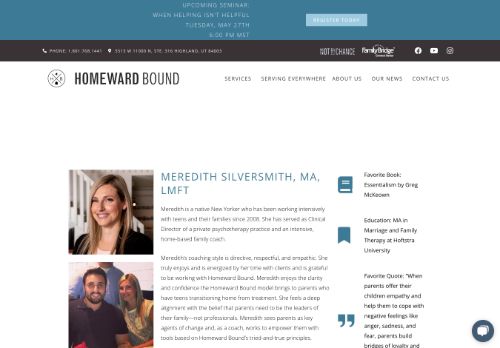 UPCOMING SEMINAR:
WHEN HELPING ISN'T HELPFUL
TUESDAY, MAY 27TH
6:00 PM MST
REGISTER TODAY
PHONE: 1.801.768.1441
5513 W 11000 N, STE. 316 HIGHLAND, UT 84003
NOT BY CHANCE
FamilyBridge
HOMEWARD BOUND
SERVICES
SERVING EVERYWHERE
ABOUT US
OUR NEWS
CONTACT US
MEREDITH SILVERSMITH, MA,
LMFT
Meredith is a native New Yorker who has been working intensively
with teens and their families since 2008. She has served as Clinical
Director of a private psychotherapy practice and an intensive,
home-based family coach.
Meredith's coaching style is directive, respectful, and empathic. She
truly enjoys and is energized by her time with clients and is grateful
to be working with Homeward Bound. Meredith enjoys the clarity
and confidence the Homeward Bound model brings to parents who
have teens transitioning home from treatment. She feels a deep
alignment with the belief that parents need to be the leaders of
their family—not professionals. Meredith sees parents as key
agents of change and, as a coach, works to empower them with
tools based on Homeward Bound's tried-and-true principles.
Favorite Book:
Essentialism by Greg
McKeown
Education: MA in
Marriage and Family
Therapy at Hofstra
University
Favorite Quote: "When
parents offer their
children empathy and
help them to cope with
negative feelings like
anger, sadness, and
fear, parents build
bridges of loyalty and